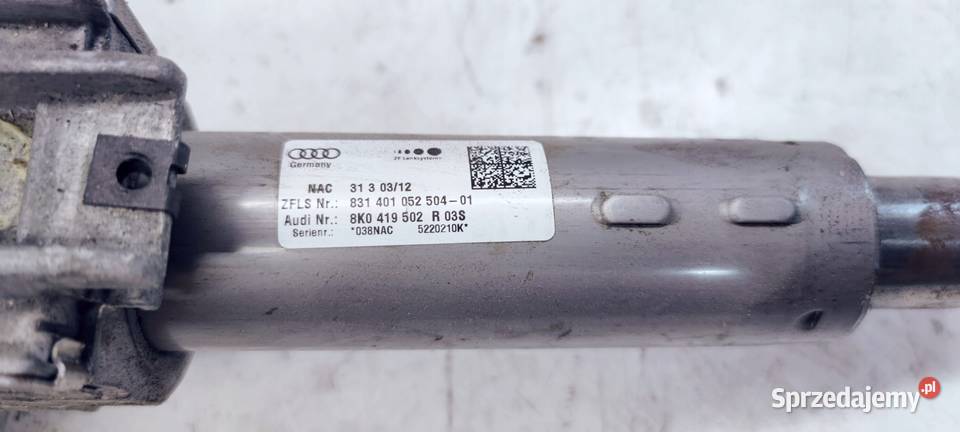 Germany
ZF Lenksysteme
NAC 31 3 03/12
ZFLS Nr.: 831 401 052 504-01
Audi Nr.: 8K0 419 502 R 03S
Serienr.: *038NAC 5220210K*
Sprzedajemy.pl